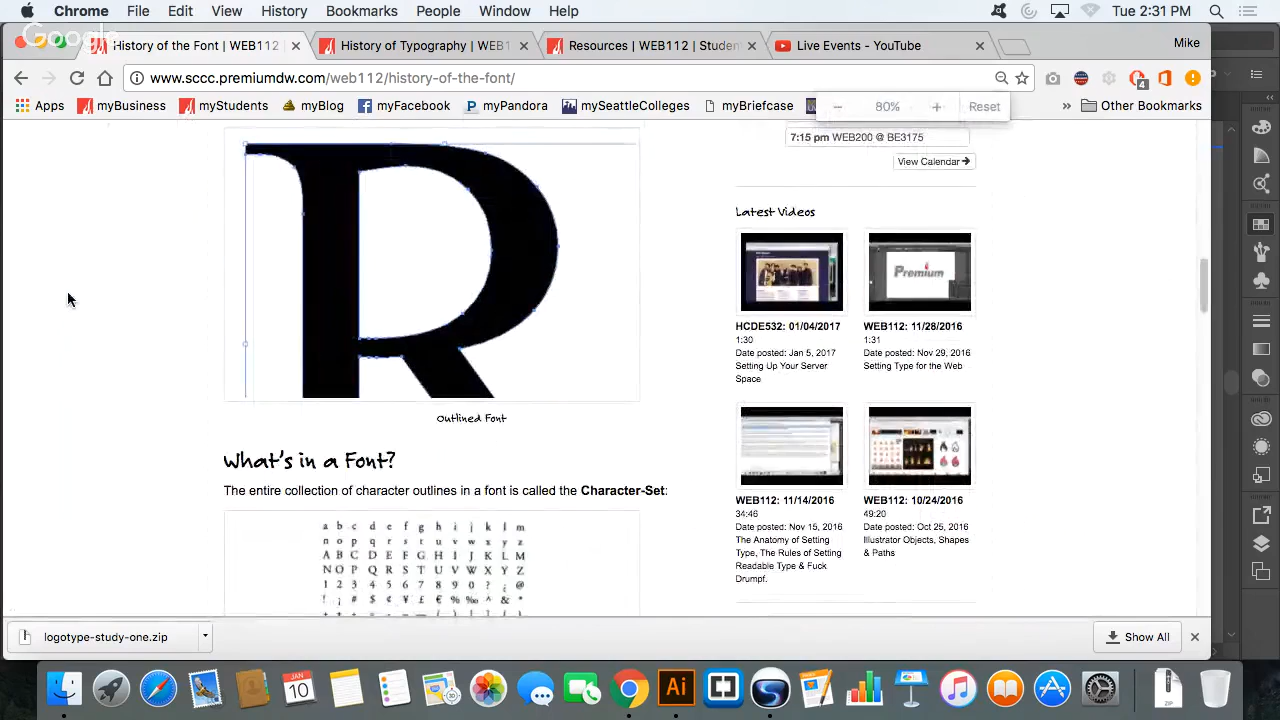 Chrome File Edit View History Bookmarks People Window Help Tue 2:31 PM
Google
History of the Font | WEB112 History of Typography | WEB1 Resources | WEB112 | Studen Live Events - YouTube Mike
www.sccc.premiumdw.com/web112/history-of-the-font/
Apps myBusiness myStudents myBlog myFacebook myPandora mySeattleColleges myBriefcase » Other Bookmarks
− 80% + Reset
4
7:15 pm WEB200 @ BE3175
View Calendar
R
Outlined Font
What's in a Font?
The entire collection of character outlines in a font is called the Character-Set:
a b c d e f g h i j k l m
n o p q r s t u v w x y z
A B C D E F G H I J K L M
N O P Q R S T U V W X Y Z
1 2 3 4 5 6 7 8 9 0 ? ; @
Latest Videos
Premium
HCDE532: 01/04/2017
1:30
Date posted: Jan 5, 2017
Setting Up Your Server
Space
WEB112: 11/28/2016
1:31
Date posted: Nov 29, 2016
Setting Type for the Web
WEB112: 11/14/2016
34:46
Date posted: Nov 15, 2016
The Anatomy of Setting
Type, The Rules of Setting
Readable Type & Fuck
Drumpf.
WEB112: 10/24/2016
49:20
Date posted: Oct 25, 2016
Illustrator Objects, Shapes
& Paths
logotype-study-one.zip
Show All
JAN
10
Ai
ZIP